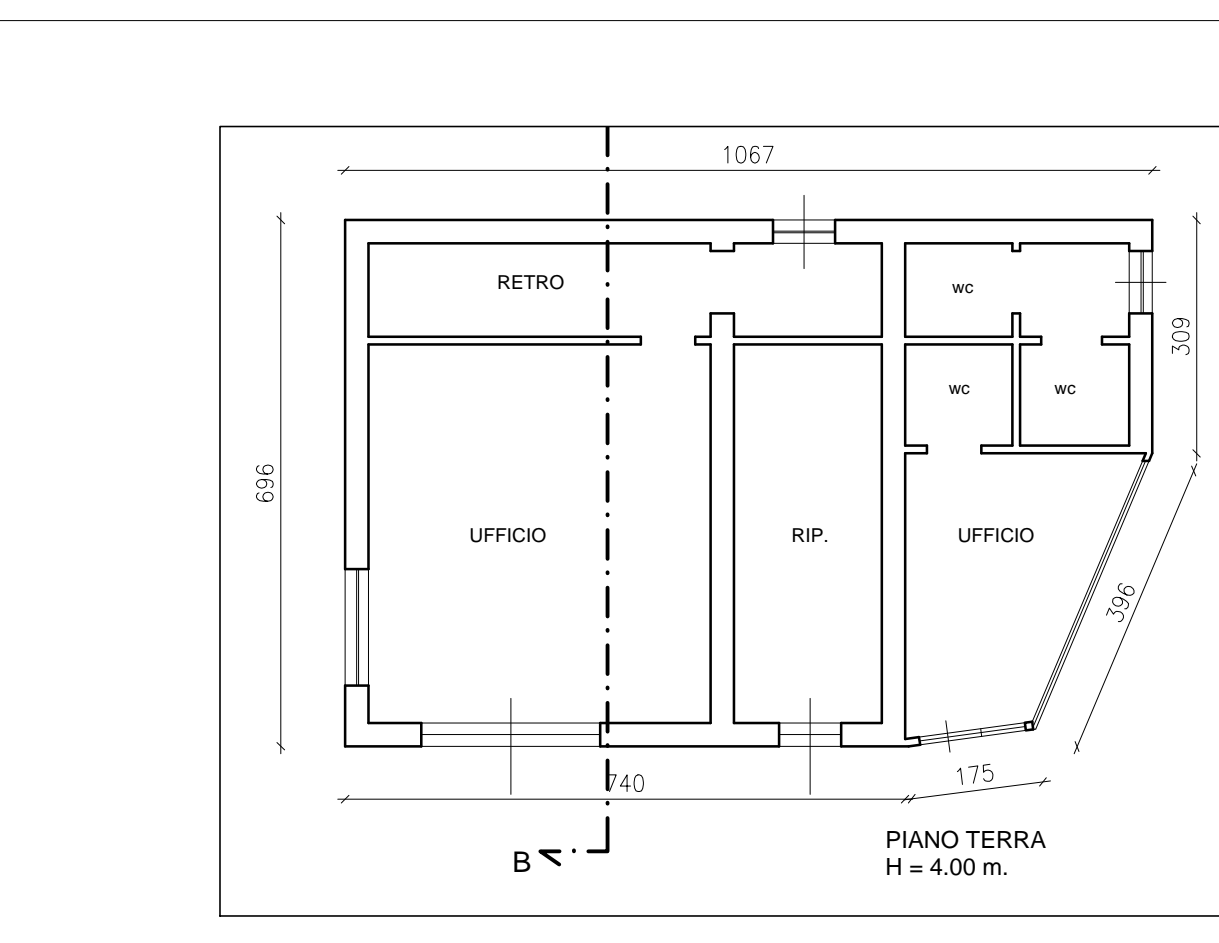 1067
RETRO
wc
309
wc
wc
696
UFFICIO
RIP.
UFFICIO
396
740
175
B
PIANO TERRA
H = 4.00 m.